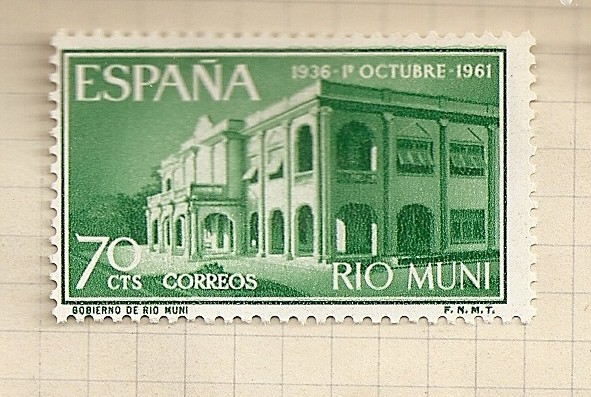 ESPAÑA
1936 - 1º OCTUBRE - 1961
70
CTS CORREOS
RIO MUNI
GOBIERNO DE RIO MUNI
F. N. M. T.